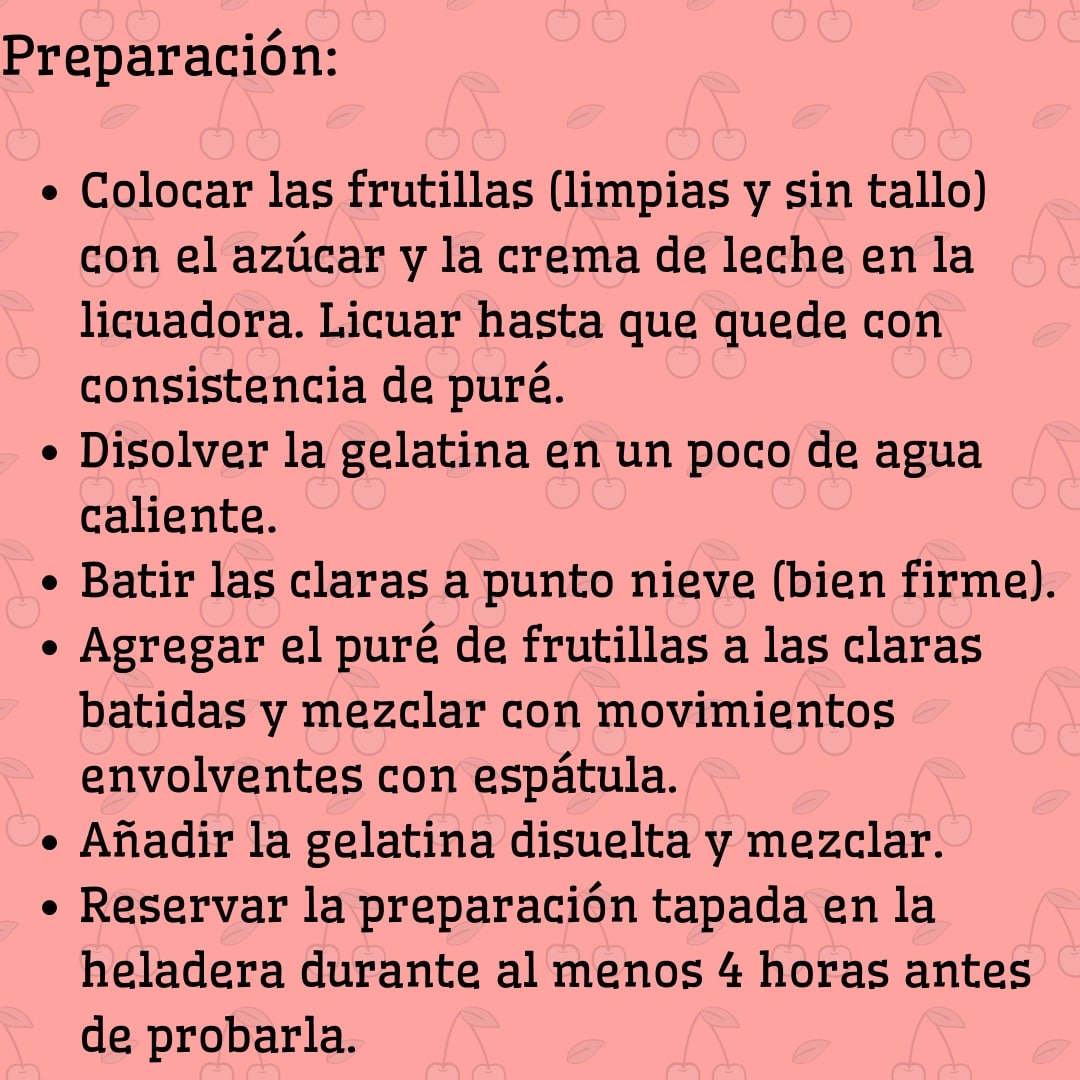 Preparación:
• Colocar las frutillas (limpias y sin tallo)
con el azúcar y la crema de leche en la
licuadora. Licuar hasta que quede con
consistencia de puré.
• Disolver la gelatina en un poco de agua
caliente.
• Batir las claras a punto nieve (bien firme).
• Agregar el puré de frutillas a las claras
batidas y mezclar con movimientos
envolventes con espátula.
• Añadir la gelatina disuelta y mezclar.
• Reservar la preparación tapada en la
heladera durante al menos 4 horas antes
de probarla.